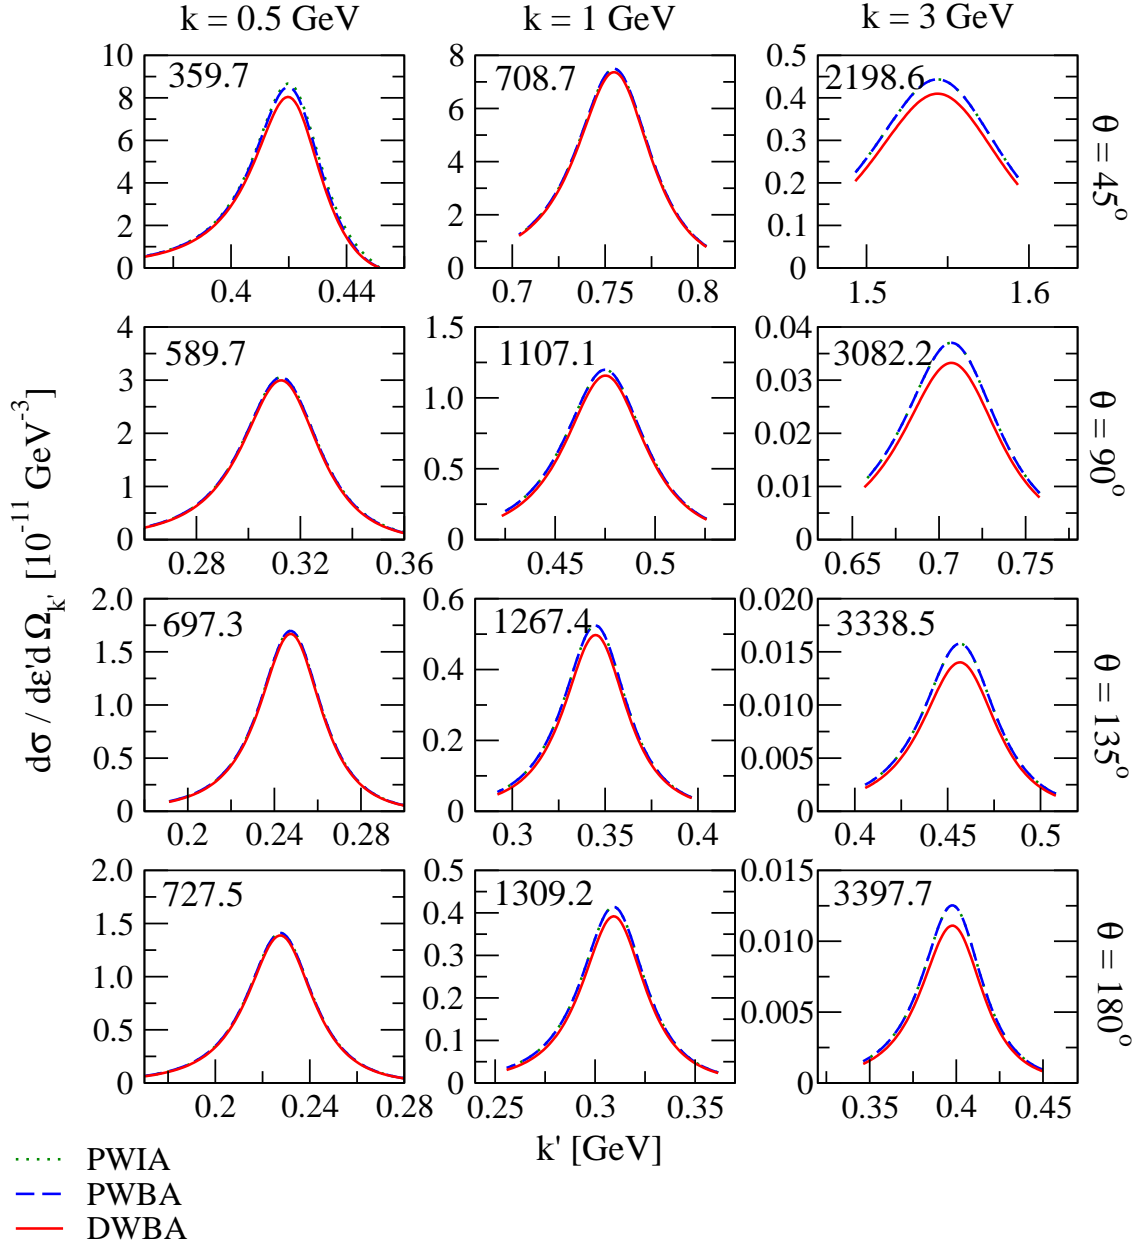 k = 0.5 GeV k = 1 GeV k = 3 GeV
10 8 6 4 2 0
359.7
0.4 0.44
8 6 4 2 0
708.7
0.7 0.75 0.8
0.5 0.4 0.3 0.2 0.1 0
2198.6
1.5 1.6
θ = 45°
4 3 2 1 0
589.7
0.28 0.32 0.36
1.5 1.0 0.5 0
1107.1
0.45 0.5
0.04 0.03 0.02 0.01 0
3082.2
0.65 0.7 0.75
θ = 90°
dσ / dε'dΩk' [10-11 GeV-3]
2.0 1.5 1.0 0.5 0
697.3
0.2 0.24 0.28
0.6 0.4 0.2 0
1267.4
0.3 0.35 0.4
0.020 0.015 0.010 0.005 0
3338.5
0.4 0.45 0.5
θ = 135°
2.0 1.5 1.0 0.5 0
727.5
0.2 0.24 0.28
0.5 0.4 0.3 0.2 0.1 0
1309.2
0.25 0.3 0.35
0.015 0.010 0.005 0
3397.7
0.35 0.4 0.45
θ = 180°
k' [GeV]
PWIA
PWBA
DWBA